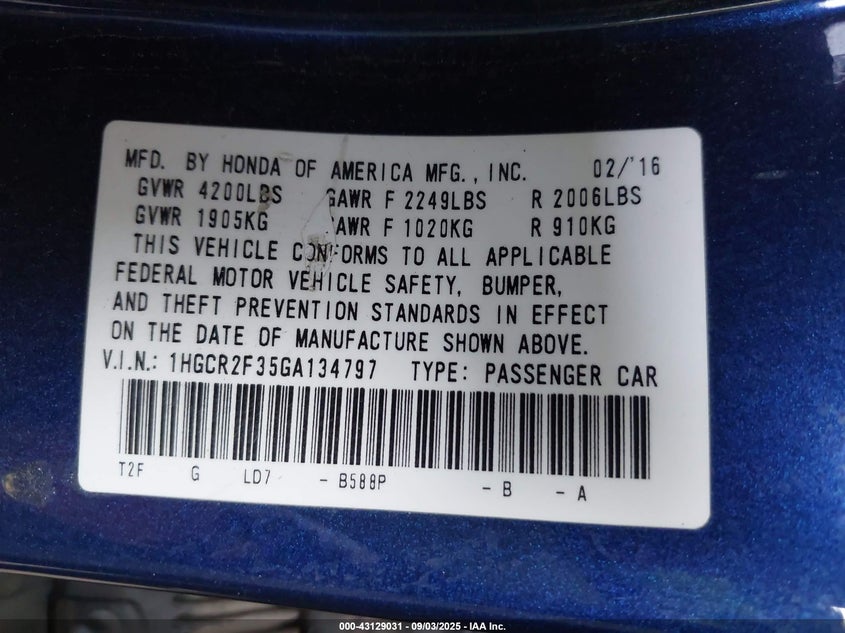 MFD. BY HONDA OF AMERICA MFG., INC. 02/'16
GVWR 4200LBS GAWR F 2249LBS R 2006LBS
GVWR 1905KG AWR F 1020KG R 910KG
THIS VEHICLE CONFORMS TO ALL APPLICABLE
FEDERAL MOTOR VEHICLE SAFETY, BUMPER,
AND THEFT PREVENTION STANDARDS IN EFFECT
ON THE DATE OF MANUFACTURE SHOWN ABOVE.
V.I.N.: 1HGCR2F35GA134797 TYPE: PASSENGER CAR
T2F G LD7 - B588P - B - A
000-43129031 - 09/03/2025 - IAA Inc.